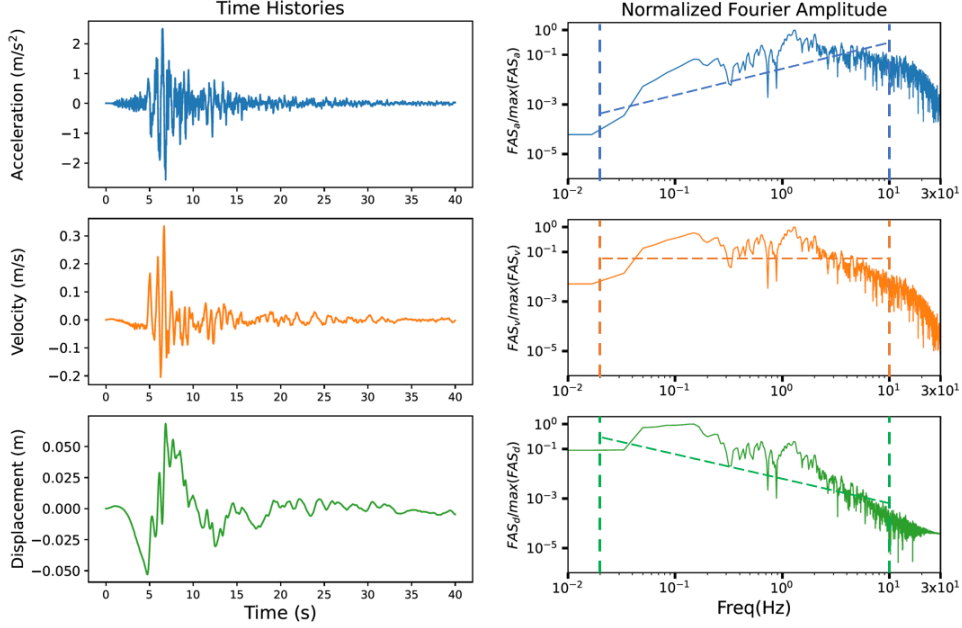 Time Histories
Normalized Fourier Amplitude
Acceleration (m/s²)
2
1
0
−1
−2
0 5 10 15 20 25 30 35 40
FAS_a/max(FAS_a)
10⁰
10⁻¹
10⁻³
10⁻⁵
10⁻² 10⁻¹ 10⁰ 10¹ 3x10¹
Velocity (m/s)
0.3
0.2
0.1
0.0
−0.1
−0.2
0 5 10 15 20 25 30 35 40
FAS_v/max(FAS_v)
10⁰
10⁻¹
10⁻³
10⁻⁵
10⁻² 10⁻¹ 10⁰ 10¹ 3x10¹
Displacement (m)
0.050
0.025
0.000
−0.025
−0.050
0 5 10 15 20 25 30 35 40
Time (s)
FAS_d/max(FAS_d)
10⁰
10⁻¹
10⁻³
10⁻⁵
10⁻² 10⁻¹ 10⁰ 10¹ 3x10¹
Freq(Hz)